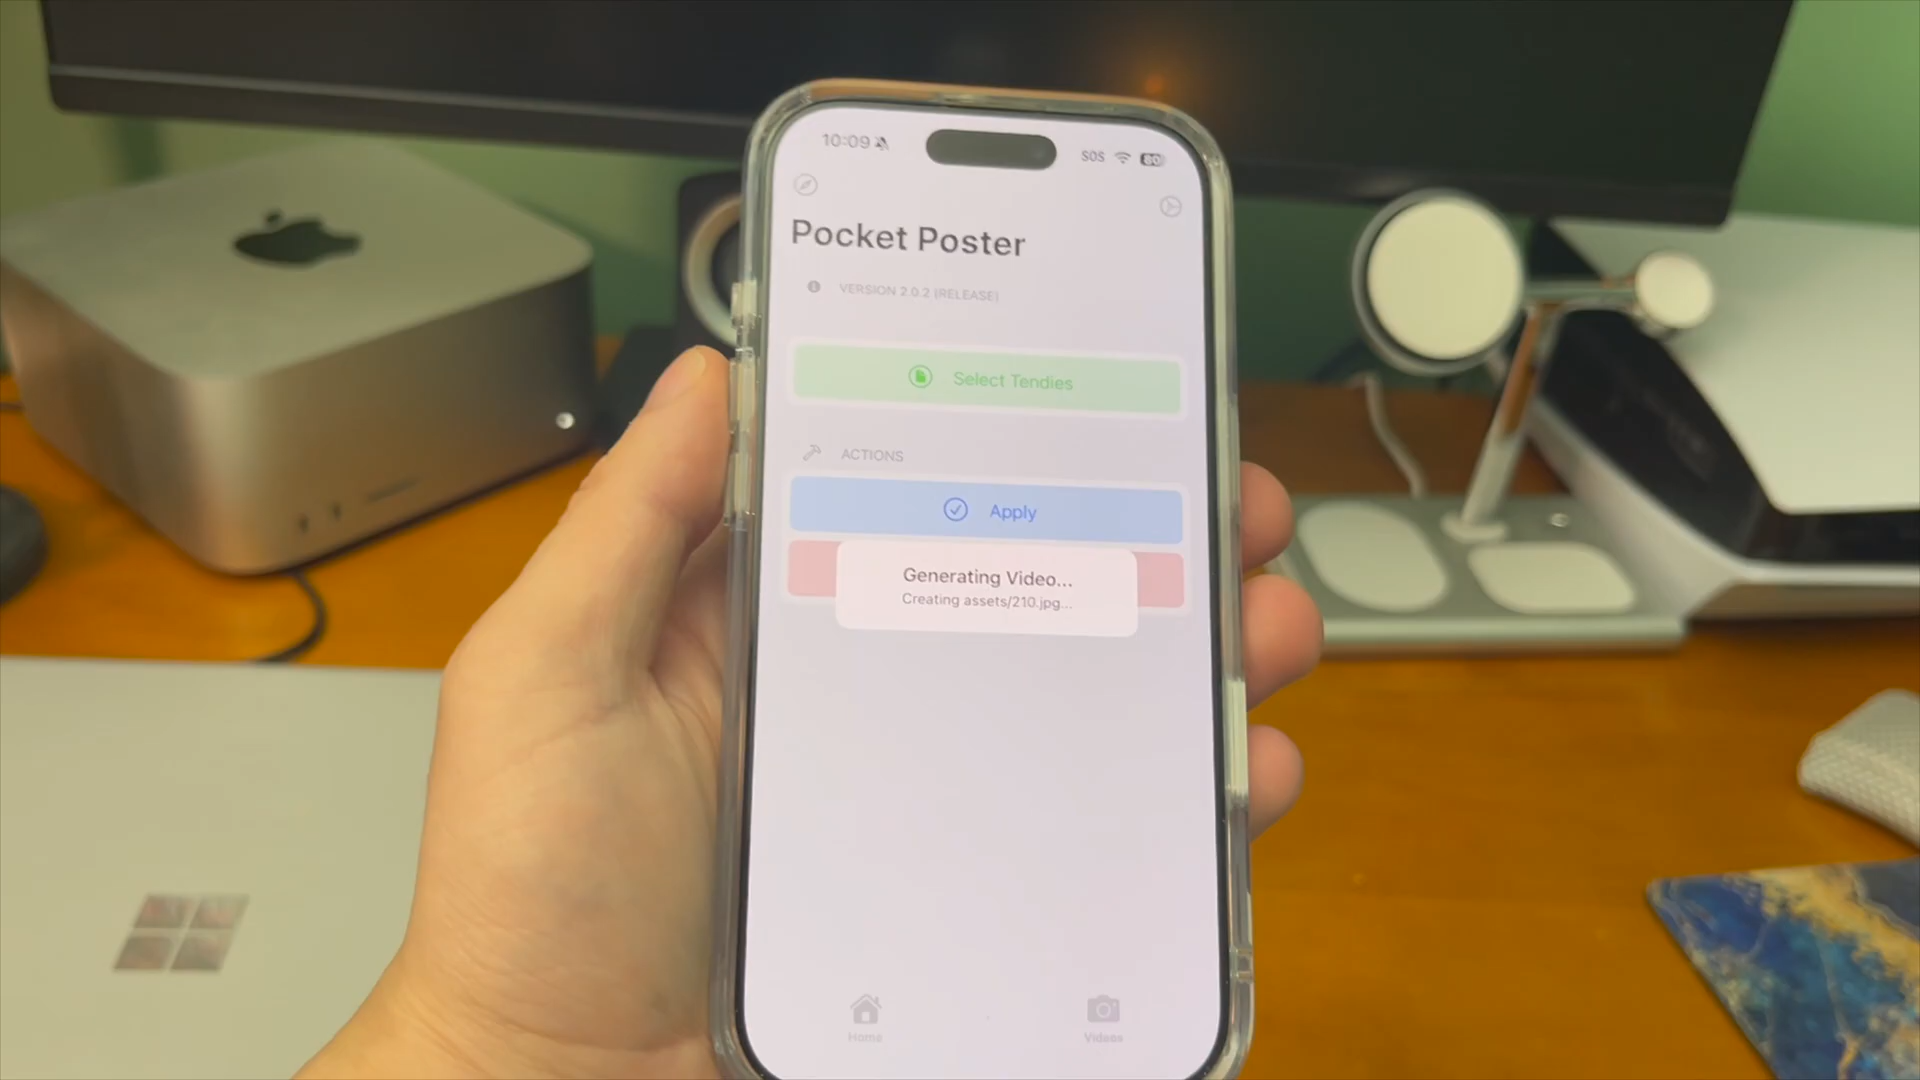 10:09
SOS
80
Pocket Poster
VERSION 2.0.2 (RELEASE)
Select Tendies
ACTIONS
Apply
Generating Video...
Creating assets/210.jpg...
Home
Videos